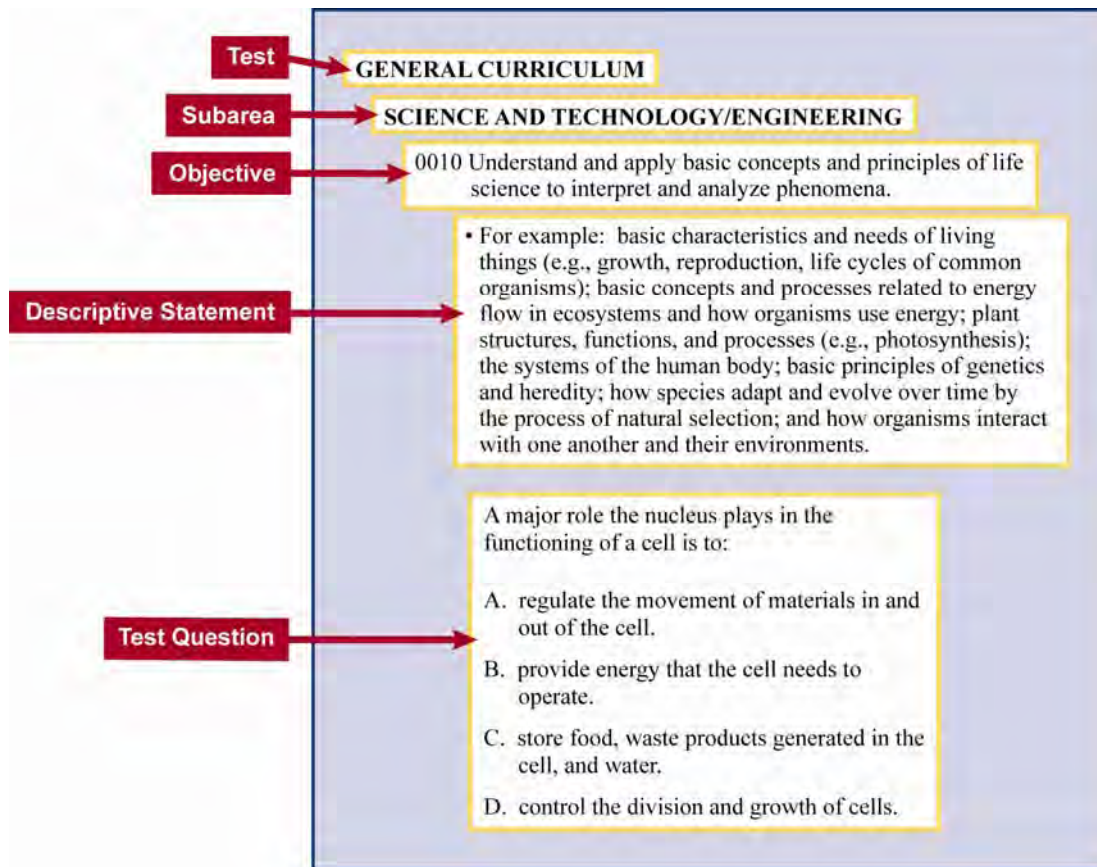 Test
GENERAL CURRICULUM
Subarea
SCIENCE AND TECHNOLOGY/ENGINEERING
Objective
0010 Understand and apply basic concepts and principles of life
science to interpret and analyze phenomena.
Descriptive Statement
• For example: basic characteristics and needs of living
things (e.g., growth, reproduction, life cycles of common
organisms); basic concepts and processes related to energy
flow in ecosystems and how organisms use energy; plant
structures, functions, and processes (e.g., photosynthesis);
the systems of the human body; basic principles of genetics
and heredity; how species adapt and evolve over time by
the process of natural selection; and how organisms interact
with one another and their environments.
Test Question
A major role the nucleus plays in the
functioning of a cell is to:
A. regulate the movement of materials in and
out of the cell.
B. provide energy that the cell needs to
operate.
C. store food, waste products generated in the
cell, and water.
D. control the division and growth of cells.